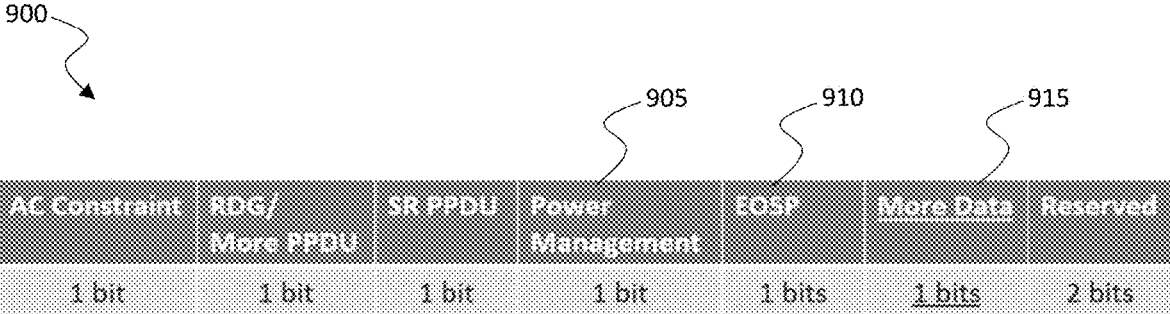 900
905 910 915
AC Constraint RDG/ SR PPDU Power EOSP More Data Reserved
More PPDU Management
1 bit 1 bit 1 bit 1 bit 1 bits 1 bits 2 bits